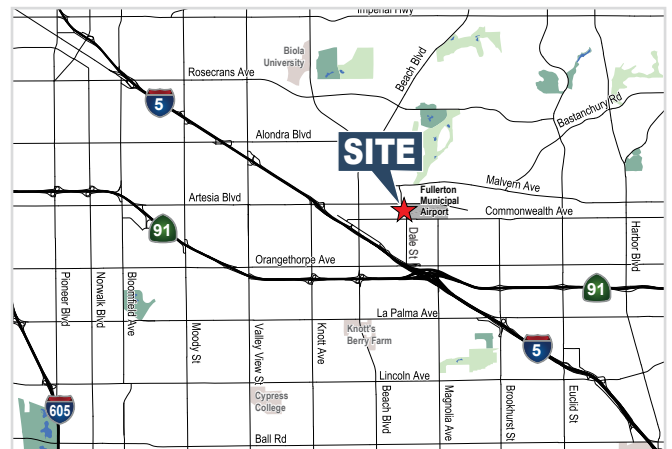 Imperial Hwy
Biola
University
Beach Blvd
Rosecrans Ave
5
Bastanchury Rd
Alondra Blvd
SITE
Malvern Ave
Fullerton
Municipal
Airport
Artesia Blvd
Commonwealth Ave
91
Dale St
Harbor Blvd
Orangethorpe Ave
Pioneer Blvd
Norwalk Blvd
Bloomfield Ave
91
La Palma Ave
Moody St
Valley View St
Knott Ave
Knott's
Berry Farm
5
Lincoln Ave
605
Cypress
College
Beach Blvd
Magnolia Ave
Brookhurst St
Euclid St
Ball Rd